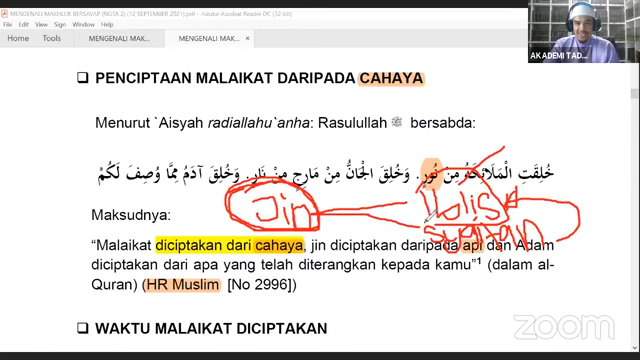 MENGENALI MAKHLUK BERSAYAP (NOTA 2) (12 SEPTEMBER 2021).pdf - Adobe Acrobat Reader DC (32-bit)
File Edit View Sign Window Help
Home Tools MENGENALI MAK... MENGENALI MAK... ×
AKADEMI TAD...
❑ PENCIPTAAN MALAIKAT DARIPADA CAHAYA
Menurut `Aisyah radiallahu`anha: Rasulullah ﷺ bersabda:
خُلِقَتِ الْمَلَائِكَةُ مِنْ نُورٍ. وَخُلِقَ الْجَانُّ مِنْ مَارِجٍ مِنْ نَارٍ. وَخُلِقَ آدَمُ مِمَّا وُصِفَ لَكُمْ
Jin Iblis
Maksudnya:
syaitan
“Malaikat diciptakan dari cahaya, jin diciptakan daripada api dan Adam
diciptakan dari apa yang telah diterangkan kepada kamu”1 (dalam al-
Quran) (HR Muslim [No 2996])
❑ WAKTU MALAIKAT DICIPTAKAN
zoom